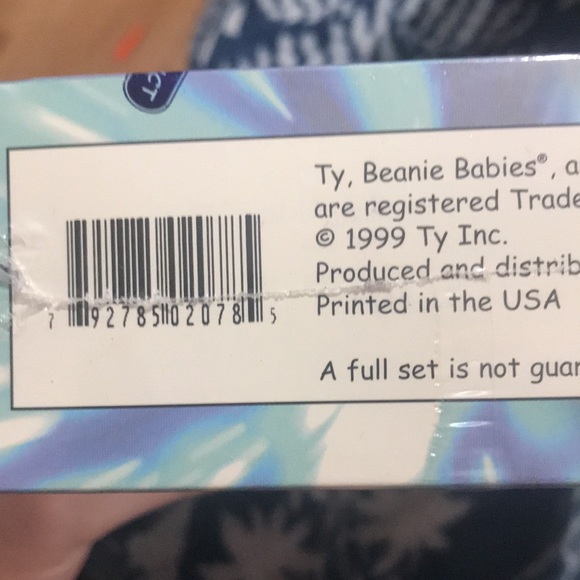 CT
Ty, Beanie Babies®, a
are registered Trade
© 1999 Ty Inc.
Produced and distrib
Printed in the USA
7 92785 02078 5
A full set is not guar